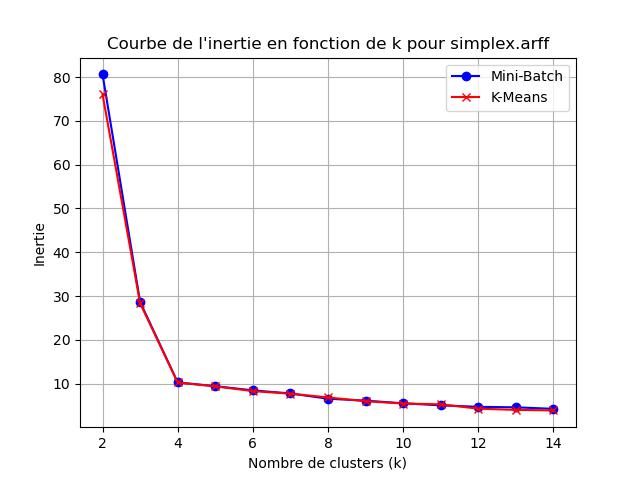 Courbe de l'inertie en fonction de k pour simplex.arff
Mini-Batch
K-Means
Inertie
80
70
60
50
40
30
20
10
2 4 6 8 10 12 14
Nombre de clusters (k)